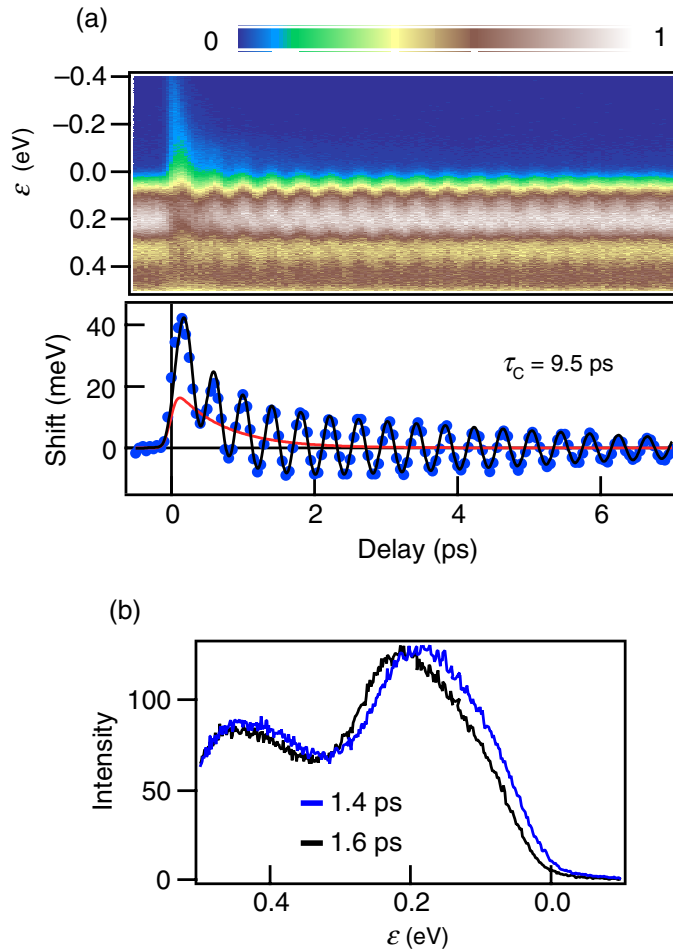 (a)
0 1
−0.4
−0.2
0.0
0.2
0.4
ε (eV)
40
20
0
Shift (meV)
τC = 9.5 ps
0 2 4 6
Delay (ps)
(b)
100
50
0
Intensity
1.4 ps
1.6 ps
0.4 0.2 0.0
ε (eV)